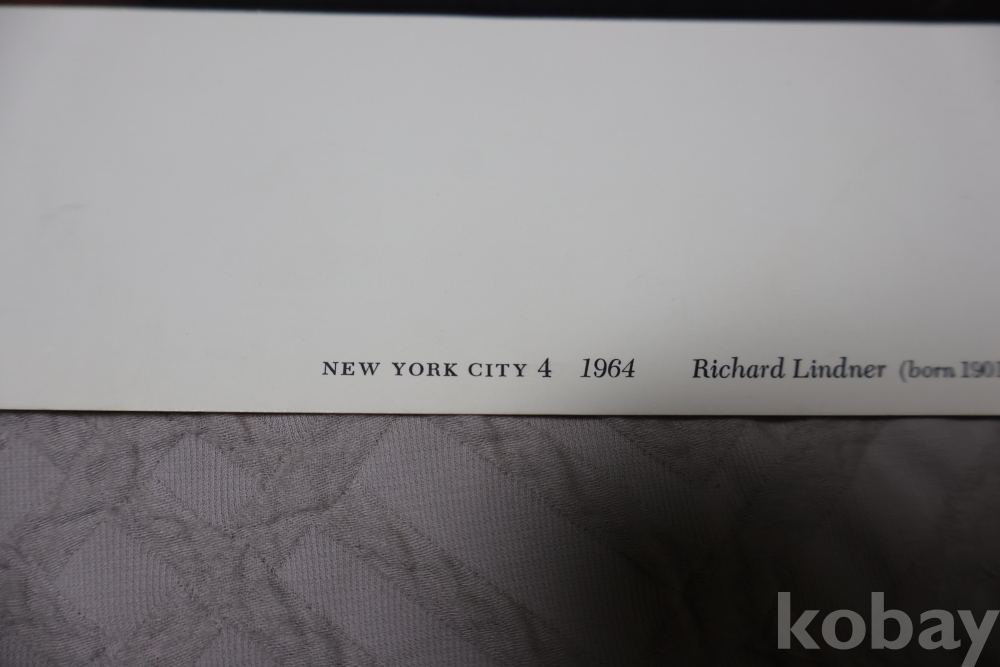 NEW YORK CITY 4 1964 Richard Lindner (born 1901
kobay